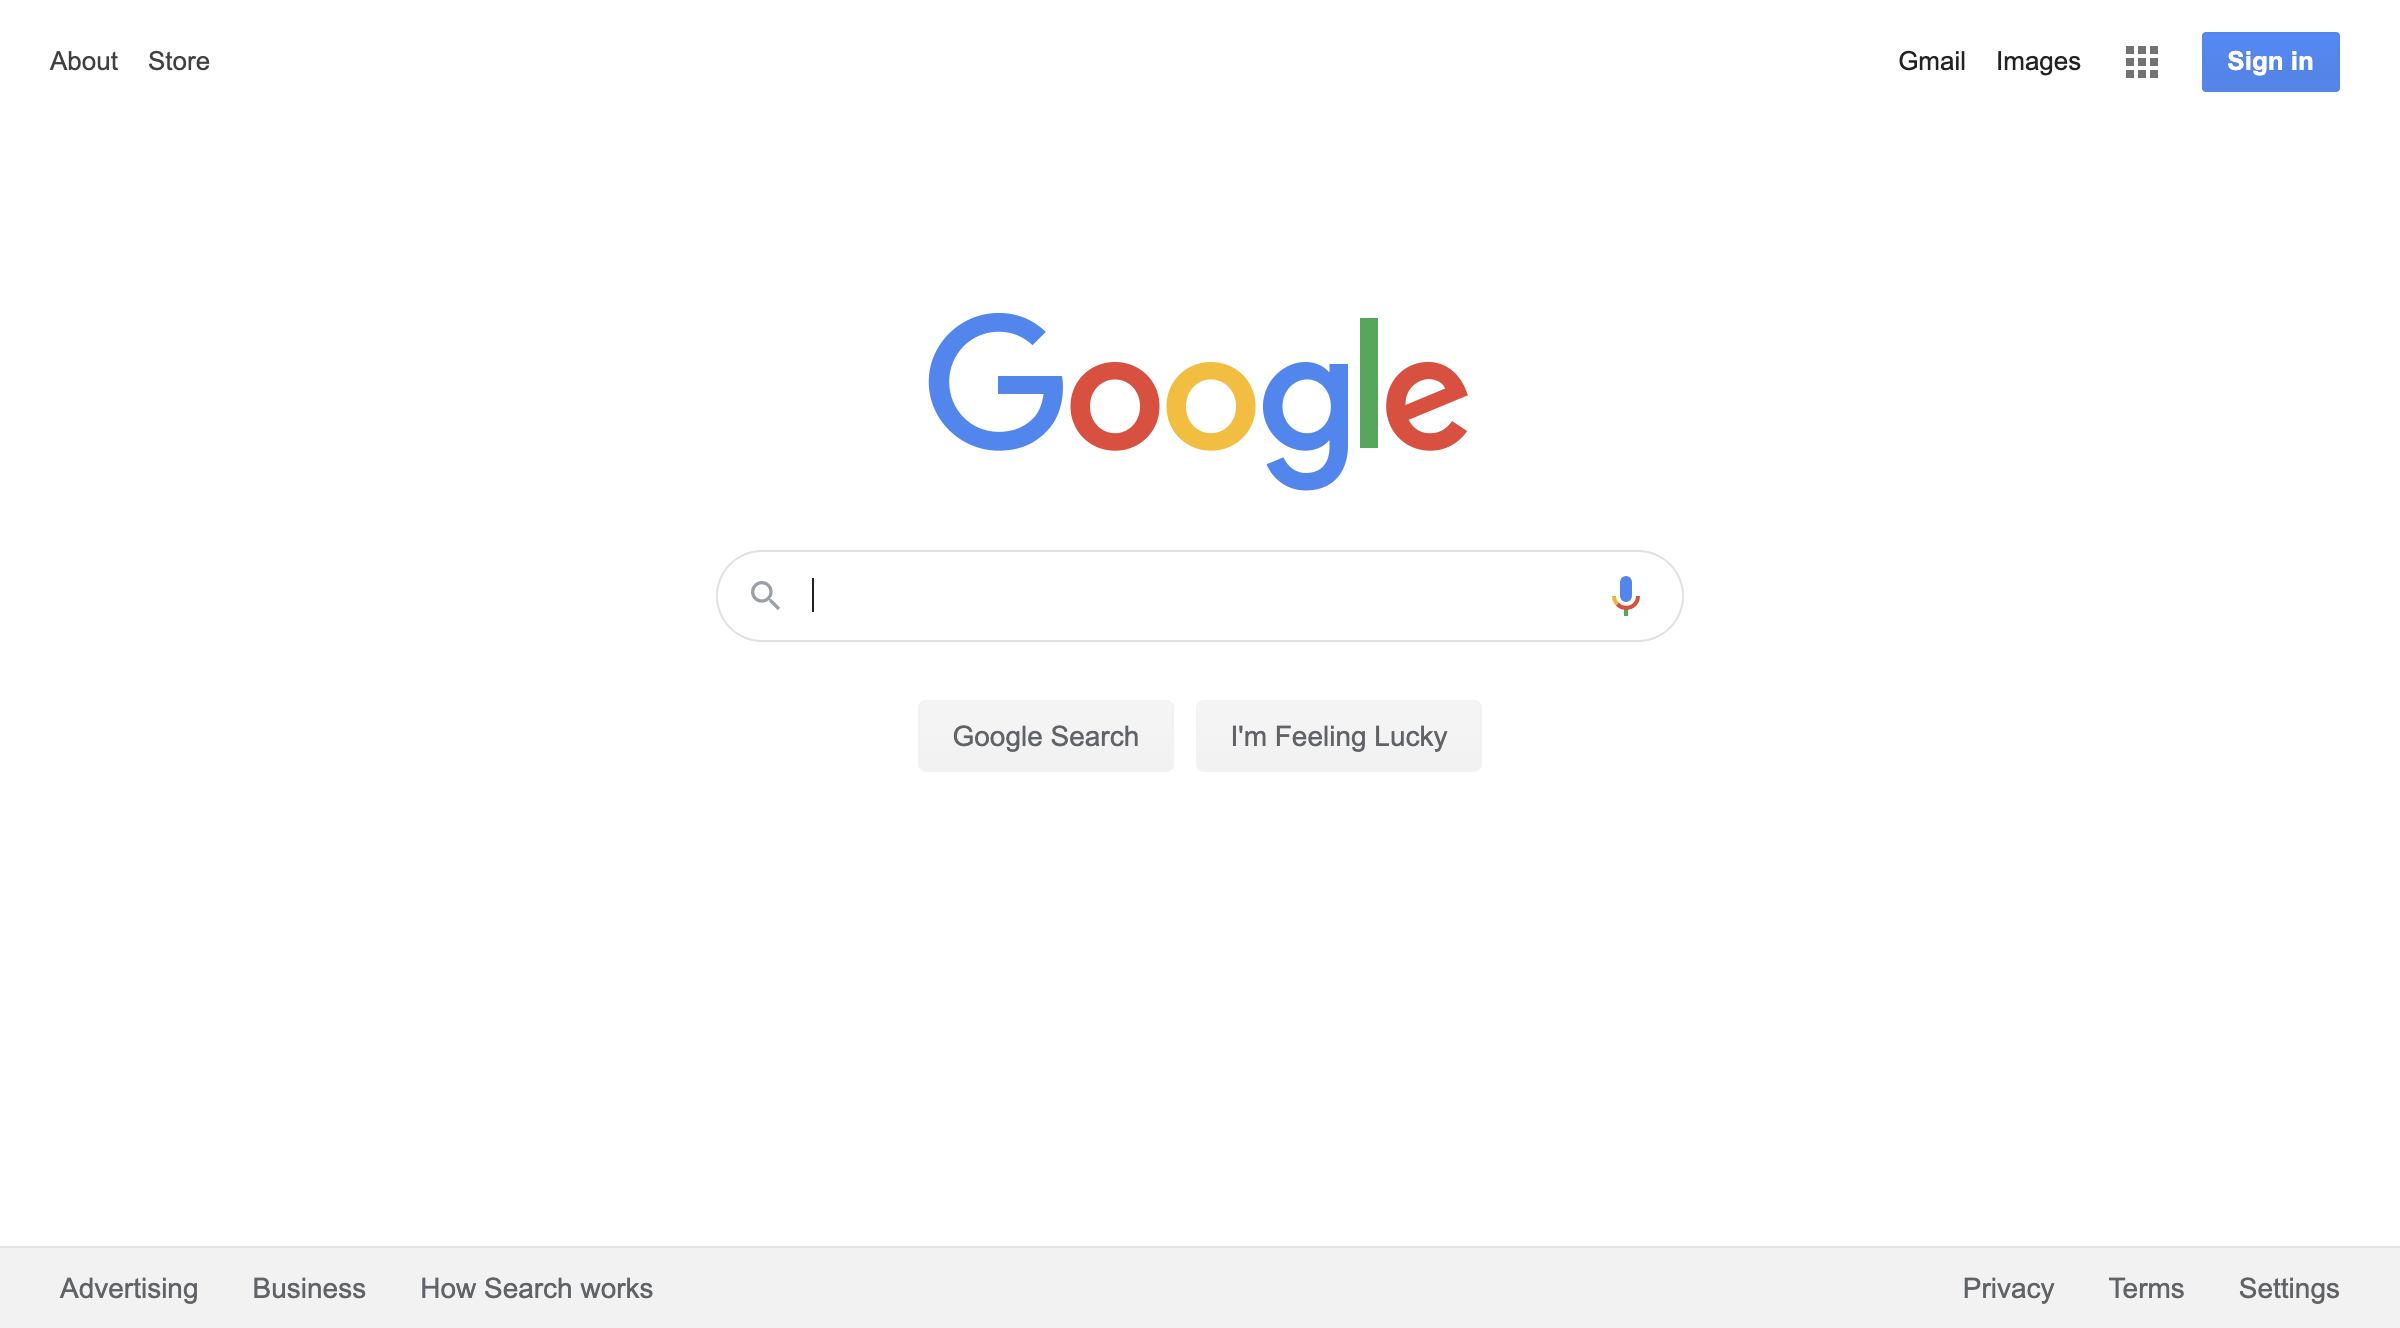 About Store
Gmail Images Sign in
Google
Google Search I'm Feeling Lucky
Advertising Business How Search works
Privacy Terms Settings